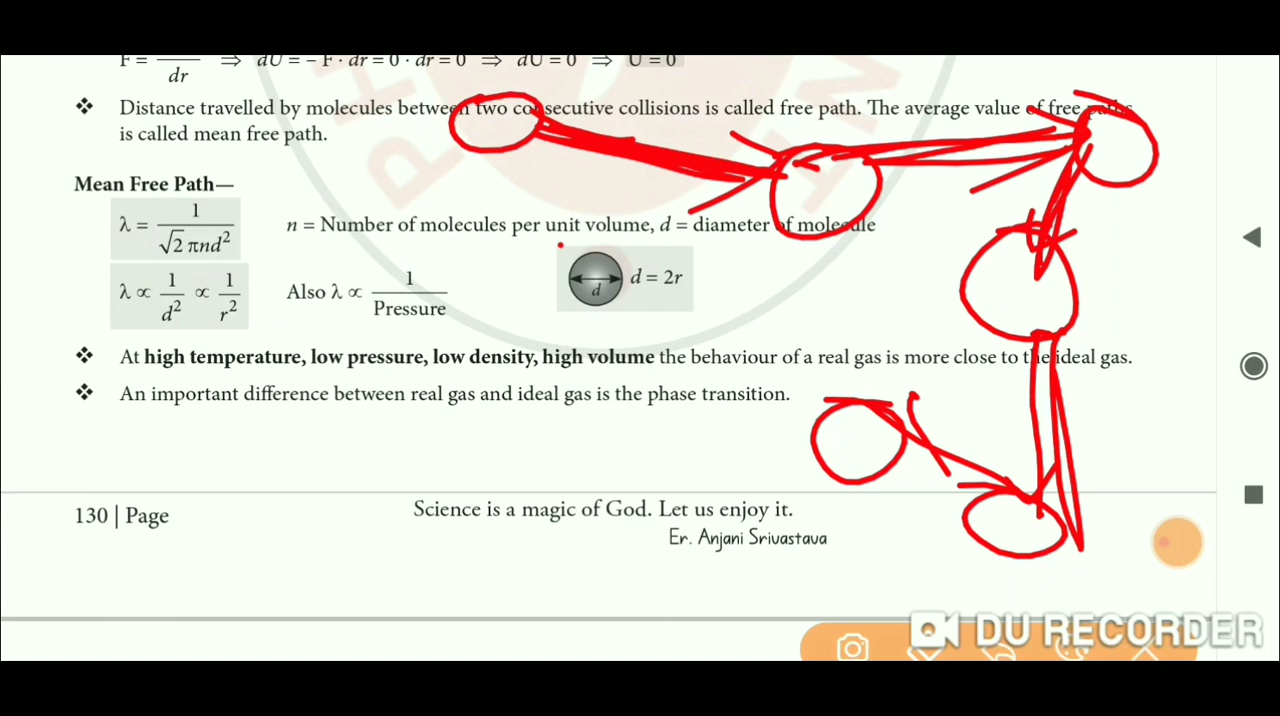 F = / dr ⇒ dU = – F · dr = 0 · dr = 0 ⇒ dU = 0 ⇒ U = 0
❖ Distance travelled by molecules between two consecutive collisions is called free path. The average value of free paths
is called mean free path.
Mean Free Path—
λ = 1 / √2 πnd² n = Number of molecules per unit volume, d = diameter of molecule
λ ∝ 1 / d² ∝ 1 / r² Also λ ∝ 1 / Pressure d d = 2r
❖ At high temperature, low pressure, low density, high volume the behaviour of a real gas is more close to the ideal gas.
❖ An important difference between real gas and ideal gas is the phase transition.
130 | Page
Science is a magic of God. Let us enjoy it.
Er. Anjani Srivastava
DU RECORDER